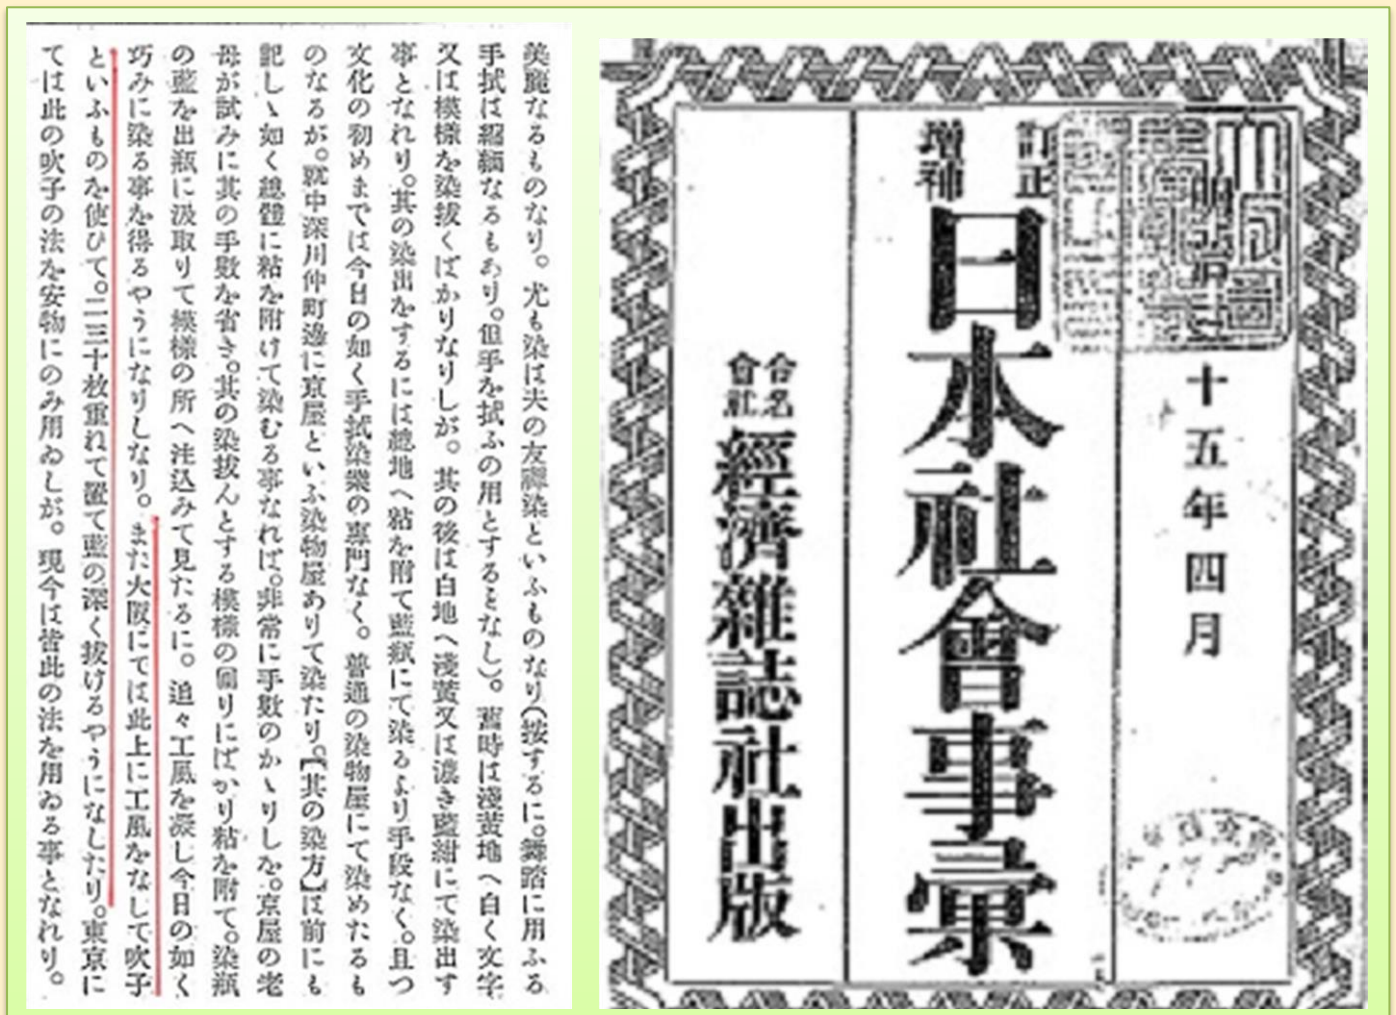 明治三十五年四月
訂正
增補
日本社會事彙
合名
會社
經濟雜誌社出版
美麗なるものなり。尤も染は夫の友禪染といふものなり(按するに。舞踏に用ふる
手拭は縮緬なるもあり。但手を拭ふの用とするとなし)。舊時は淺黄地へ白く文字
又は模樣を染拔くばかりなりしが。其の後は白地へ淺黄又は濃き藍紺にて染出す
事となれり。其の染出をするには總地へ粘を附て藍瓶にて染るより手段なく。且つ
文化の初めまでは今日の如く手拭染業の專門なく。普通の染物屋にて染めたるも
のなるが。就中深川仲町邊に京屋といふ染物屋ありて染たり。【其の染方】は前にも
記しゝ如く總體に粘を附けて染むる事なれば。非常に手數のかゝりしを。京屋の老
母が試みに其の手數を省き。其の染拔んとする模樣の回りにばかり粘を附て。染瓶
の藍を出瓶に汲取りて模樣の所へ注込みて見たるに。追々工風を凝し今日の如く
巧みに染る事を得るやうになりしなり。また大阪にては此上に工風をなして吹子
といふものを使ひて。二三十枚重ねて置て藍の深く拔けるやうになしたり。東京に
ては此の吹子の法を安物にのみ用ゐしが。現今は皆此の法を用ゐる事となれり。